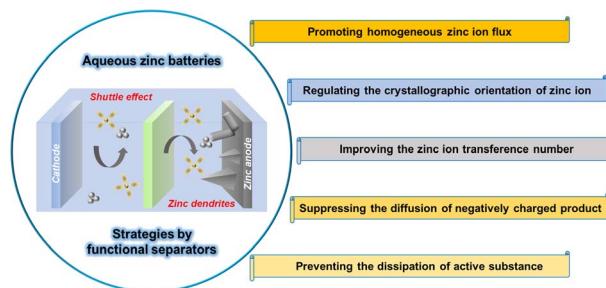 Aqueous zinc batteries
Shuttle effect
Cathode
Zinc anode
Zinc dendrites
Strategies by
functional separators
Promoting homogeneous zinc ion flux
Regulating the crystallographic orientation of zinc ion
Improving the zinc ion transference number
Suppressing the diffusion of negatively charged product
Preventing the dissipation of active substance